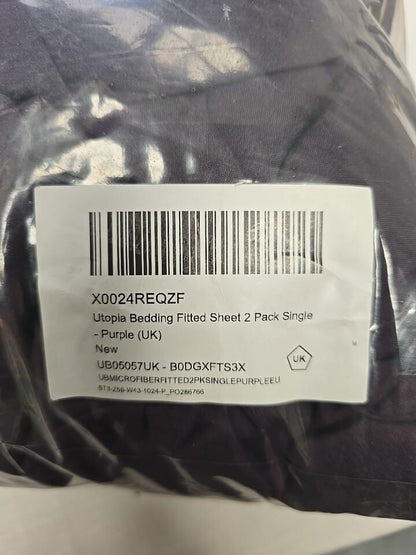 X0024REQZF
Utopia Bedding Fitted Sheet 2 Pack Single
- Purple (UK)
New
UB05057UK - B0DGXFTS3X
UK
UBMICROFIBERFITTED2PKSINGLEPURPLEEU
ST3-Z58-W43-1024-P_PO286766